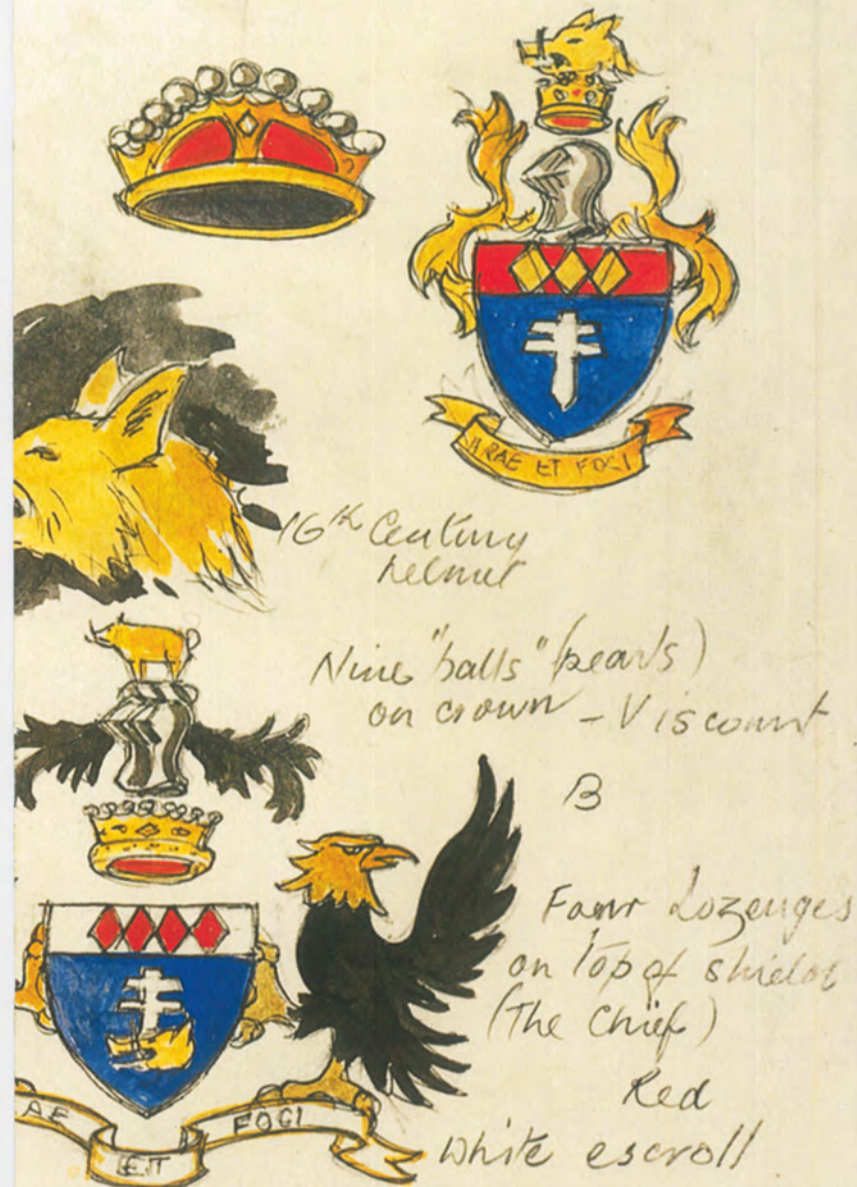 ARAE ET FOCI
16th Century
helmet
Nine "balls" (pearls)
on crown - Viscount
B
Four Lozenges
on top of shield
(The Chief)
Red
AE ET FOCI
White escroll